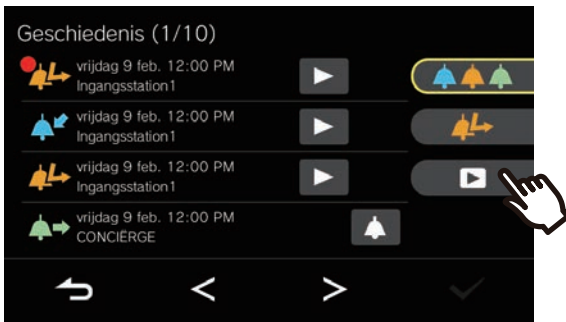 Geschiedenis (1/10)
vrijdag 9 feb. 12:00 PM
Ingangsstation1
vrijdag 9 feb. 12:00 PM
Ingangsstation1
vrijdag 9 feb. 12:00 PM
Ingangsstation1
vrijdag 9 feb. 12:00 PM
CONCIËRGE